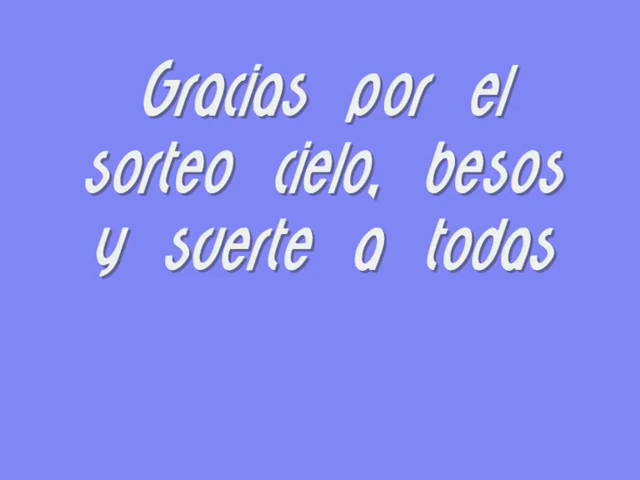 Gracias por el
sorteo cielo, besos
y suerte a todas